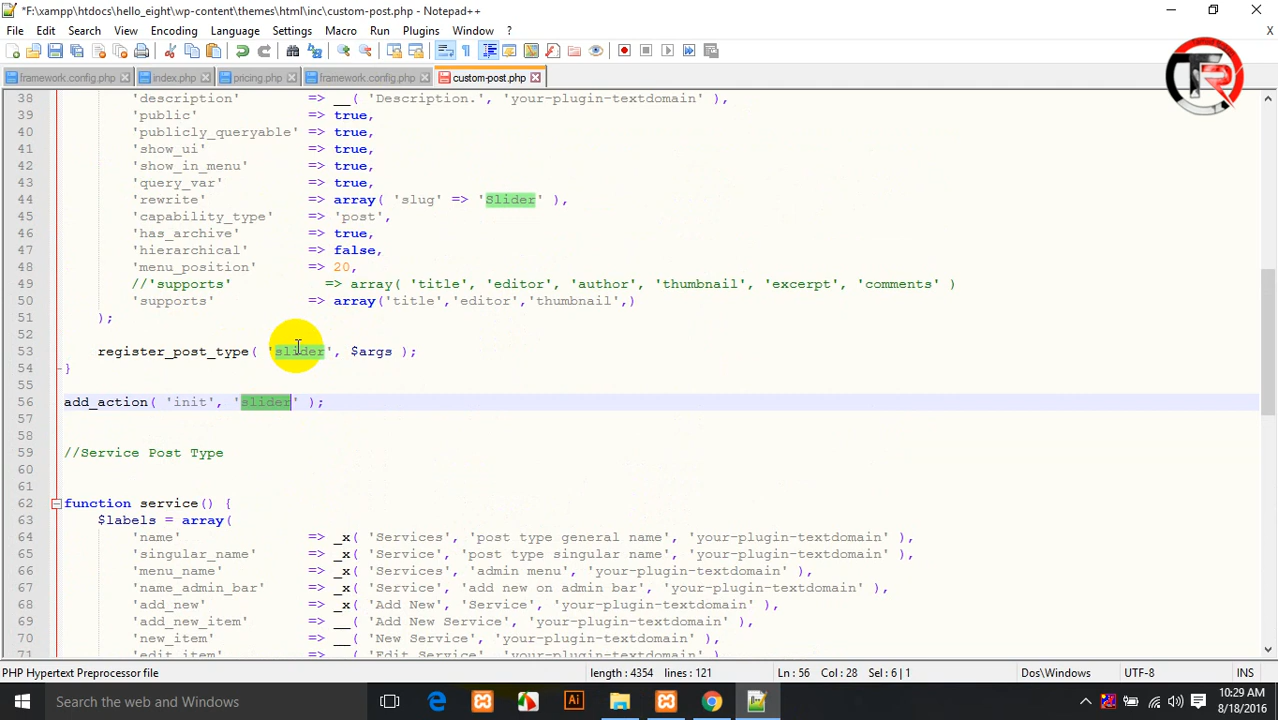 *F:\xampp\htdocs\hello_eight\wp-content\themes\html\inc\custom-post.php - Notepad++
File Edit Search View Encoding Language Settings Macro Run Plugins Window ? X
framework.config.php index.php pricing.php framework.config.php custom-post.php
38 'description' => __( 'Description.', 'your-plugin-textdomain' ),
39 'public' => true,
40 'publicly_queryable' => true,
41 'show_ui' => true,
42 'show_in_menu' => true,
43 'query_var' => true,
44 'rewrite' => array( 'slug' => 'Slider' ),
45 'capability_type' => 'post',
46 'has_archive' => true,
47 'hierarchical' => false,
48 'menu_position' => 20,
49 //'supports' => array( 'title', 'editor', 'author', 'thumbnail', 'excerpt', 'comments' )
50 'supports' => array('title','editor','thumbnail',)
51 );
52
53 register_post_type( 'slider', $args );
54 }
55
56 add_action( 'init', 'slider' );
57
58
59 //Service Post Type
60
61
62 function service() {
63 $labels = array(
64 'name' => _x( 'Services', 'post type general name', 'your-plugin-textdomain' ),
65 'singular_name' => _x( 'Service', 'post type singular name', 'your-plugin-textdomain' ),
66 'menu_name' => _x( 'Services', 'admin menu', 'your-plugin-textdomain' ),
67 'name_admin_bar' => _x( 'Service', 'add new on admin bar', 'your-plugin-textdomain' ),
68 'add_new' => _x( 'Add New', 'Service', 'your-plugin-textdomain' ),
69 'add_new_item' => __( 'Add New Service', 'your-plugin-textdomain' ),
70 'new_item' => __( 'New Service', 'your-plugin-textdomain' ),
71 'edit_item' => __( 'Edit Service', 'your-plugin-textdomain' ),
PHP Hypertext Preprocessor file length : 4354 lines : 121 Ln : 56 Col : 28 Sel : 6 | 1 Dos\Windows UTF-8 INS
Search the web and Windows
Ai
10:29 AM
8/18/2016